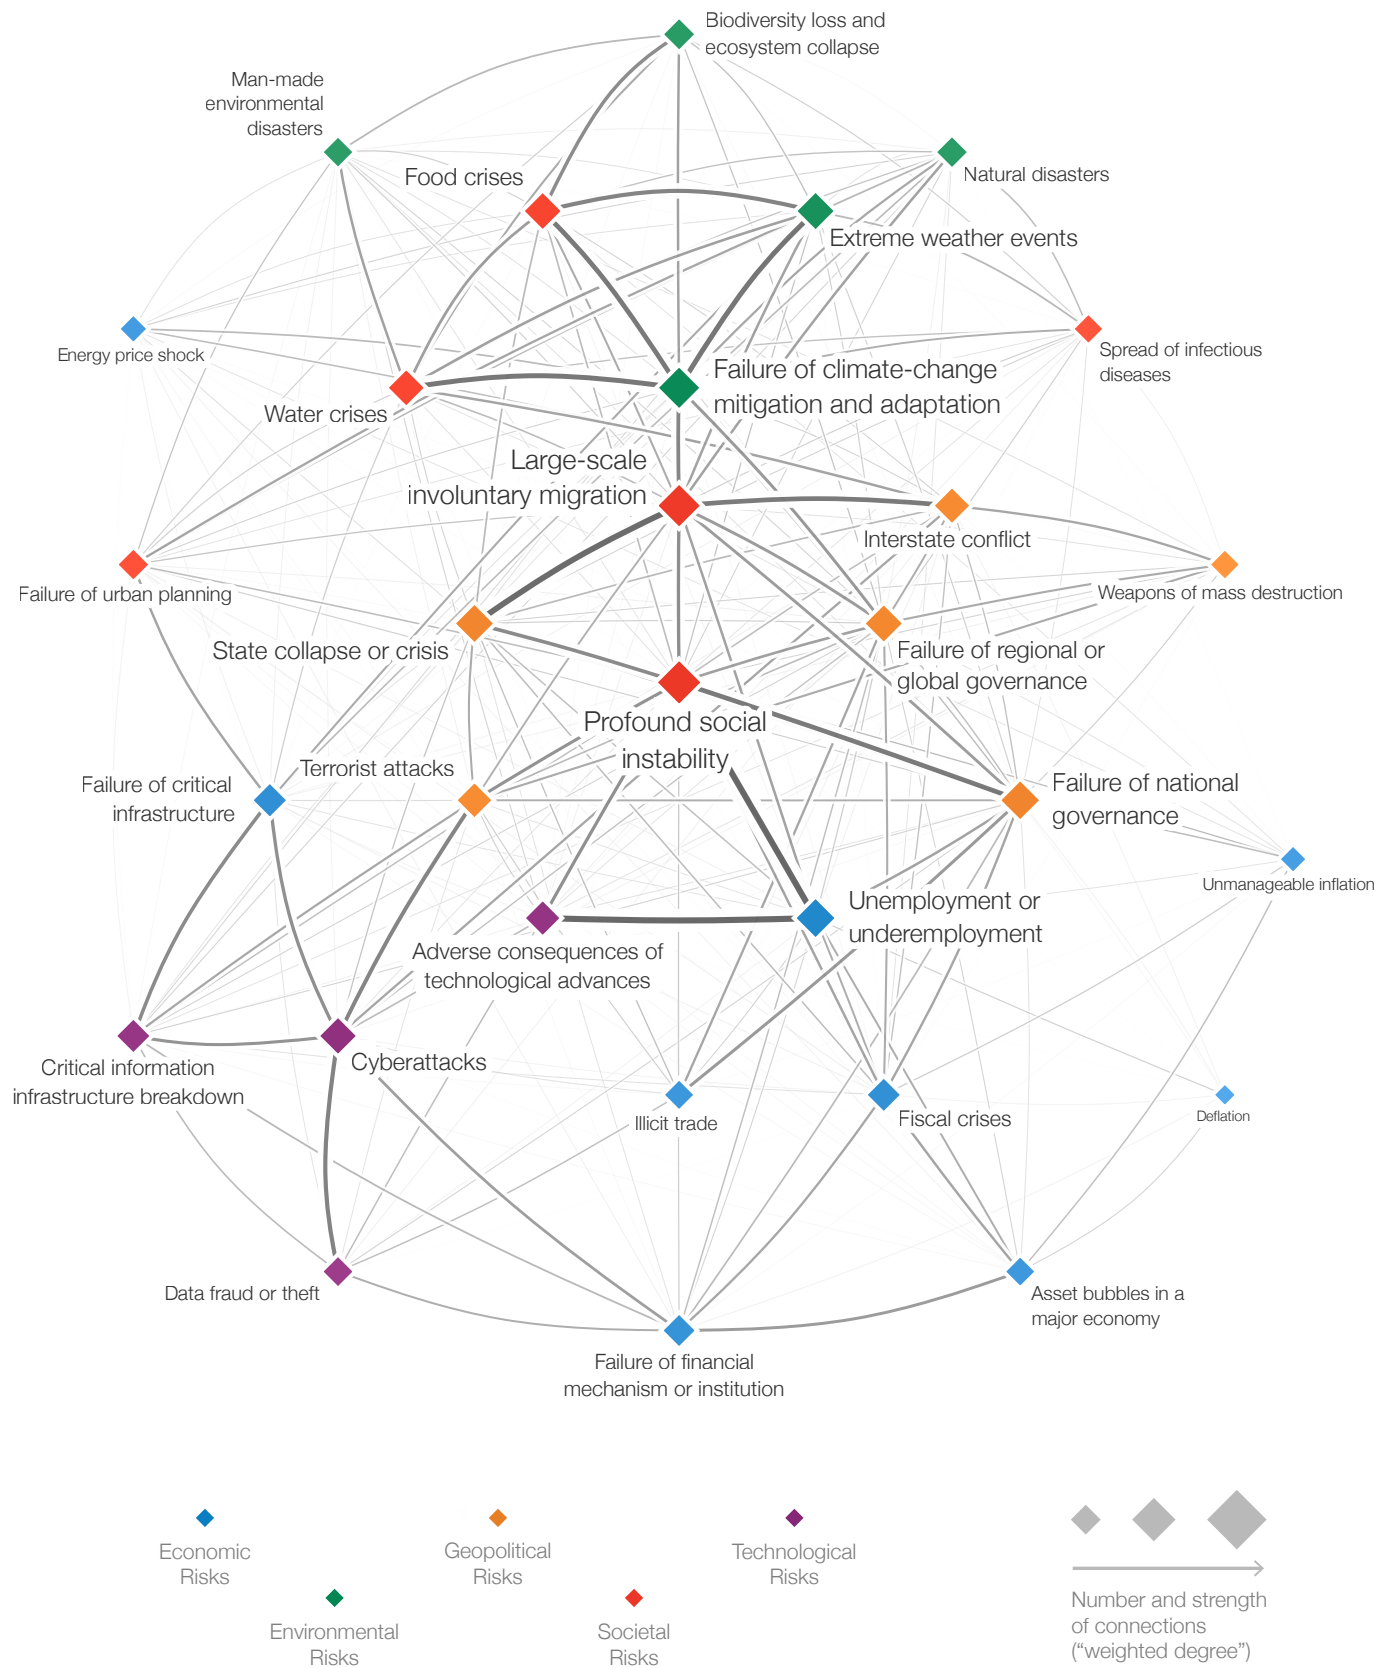 Biodiversity loss and
ecosystem collapse
Man-made
environmental
disasters
Food crises
Natural disasters
Extreme weather events
Energy price shock
Spread of infectious
diseases
Failure of climate-change
mitigation and adaptation
Water crises
Large-scale
involuntary migration
Interstate conflict
Failure of urban planning
Weapons of mass destruction
State collapse or crisis
Failure of regional or
global governance
Profound social
instability
Terrorist attacks
Failure of critical
infrastructure
Failure of national
governance
Unmanageable inflation
Unemployment or
underemployment
Adverse consequences of
technological advances
Critical information
infrastructure breakdown
Cyberattacks
Illicit trade
Fiscal crises
Deflation
Data fraud or theft
Asset bubbles in a
major economy
Failure of financial
mechanism or institution
Economic
Risks
Geopolitical
Risks
Technological
Risks
Environmental
Risks
Societal
Risks
Number and strength
of connections
(“weighted degree”)